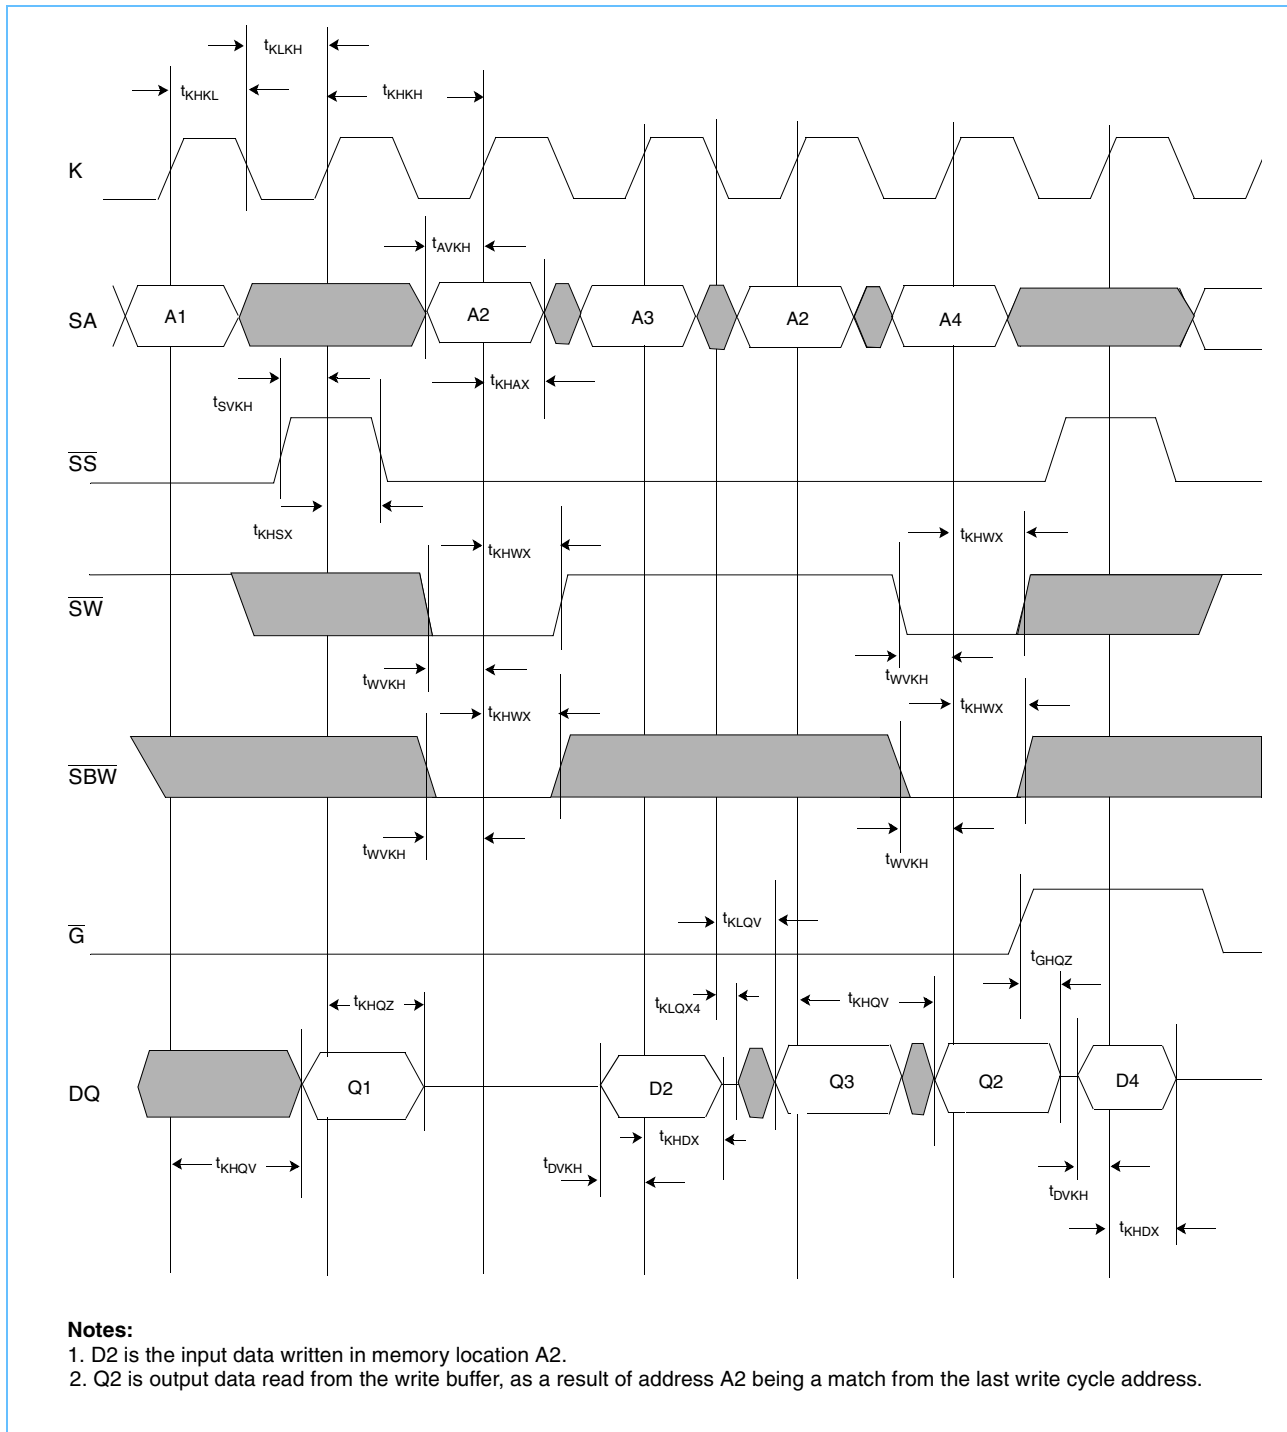 tKLKH
tKHKL
tKHKH
K
tAVKH
SA
A1
A2
A3
A2
A4
tKHAX
tSVKH
SS
tKHSX
tKHWX
tKHWX
SW
tWVKH
tWVKH
tKHWX
tKHWX
SBW
tWVKH
tWVKH
tKLQV
G
tGHQZ
tKHQZ
tKLQX4
tKHQV
DQ
Q1
D2
Q3
Q2
D4
tKHQV
tDVKH
tKHDX
tDVKH
tKHDX
Notes:
1. D2 is the input data written in memory location A2.
2. Q2 is output data read from the write buffer, as a result of address A2 being a match from the last write cycle address.